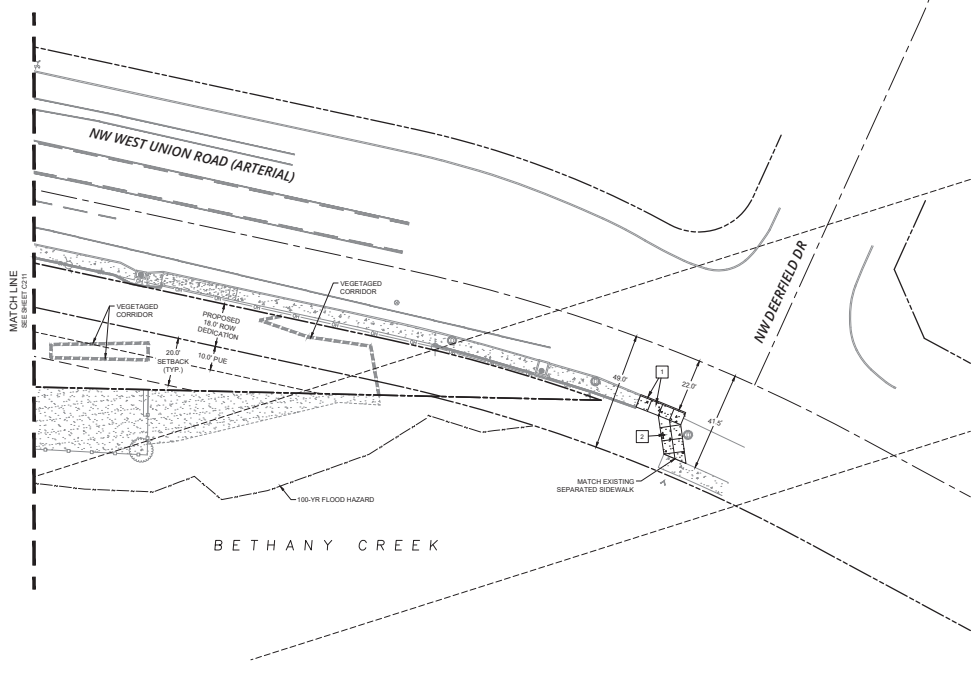 NW WEST UNION ROAD (ARTERIAL)
NW DEERFIELD DR
MATCH LINE
SEE SHEET C211
VEGETAGED
CORRIDOR
VEGETAGED
CORRIDOR
PROPOSED
18.0' ROW
DEDICATION
20.0'
SETBACK
(TYP.)
10.0' PUE
49.0'
1
22.0'
41.5'
2
MATCH EXISTING
SEPARATED SIDEWALK
100-YR FLOOD HAZARD
BETHANY CREEK